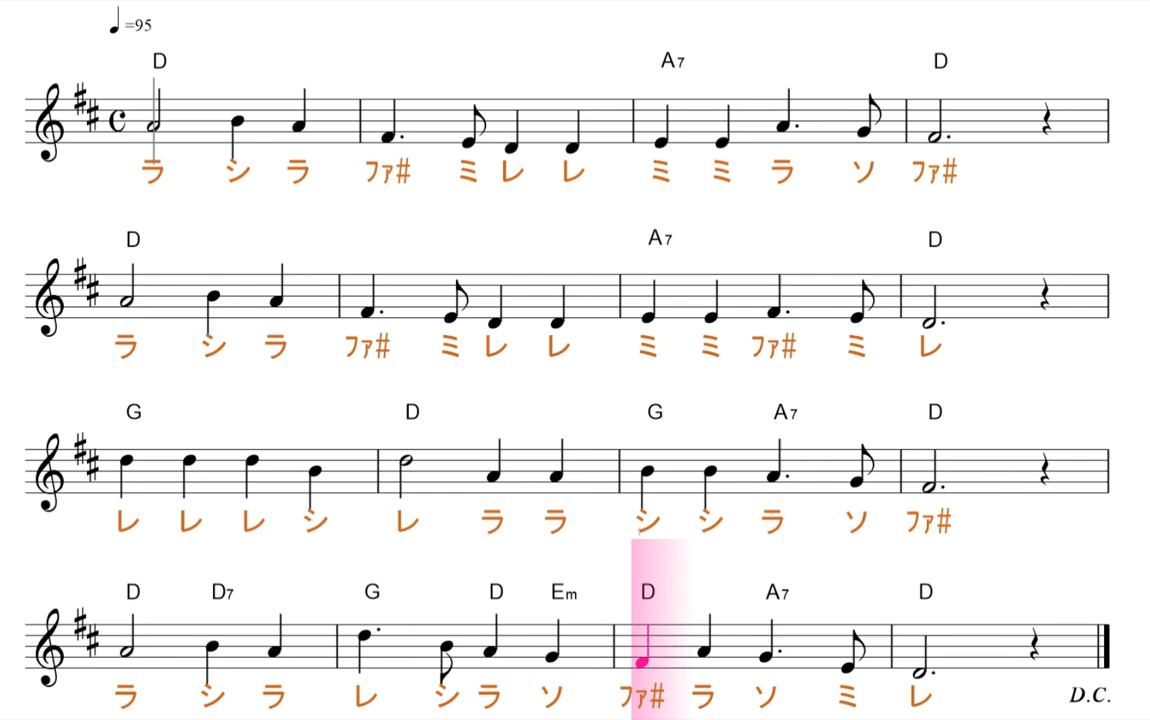 ♩=95
D A7 D
ラ シ ラ ファ# ミ レ レ ミ ミ ラ ソ ファ#
D A7 D
ラ シ ラ ファ# ミ レ レ ミ ミ ファ# ミ レ
G D G A7 D
レ レ レ シ レ ラ ラ シ シ ラ ソ ファ#
D D7 G D Em D A7 D
ラ シ ラ レ シ ラ ソ ファ# ラ ソ ミ レ D.C.